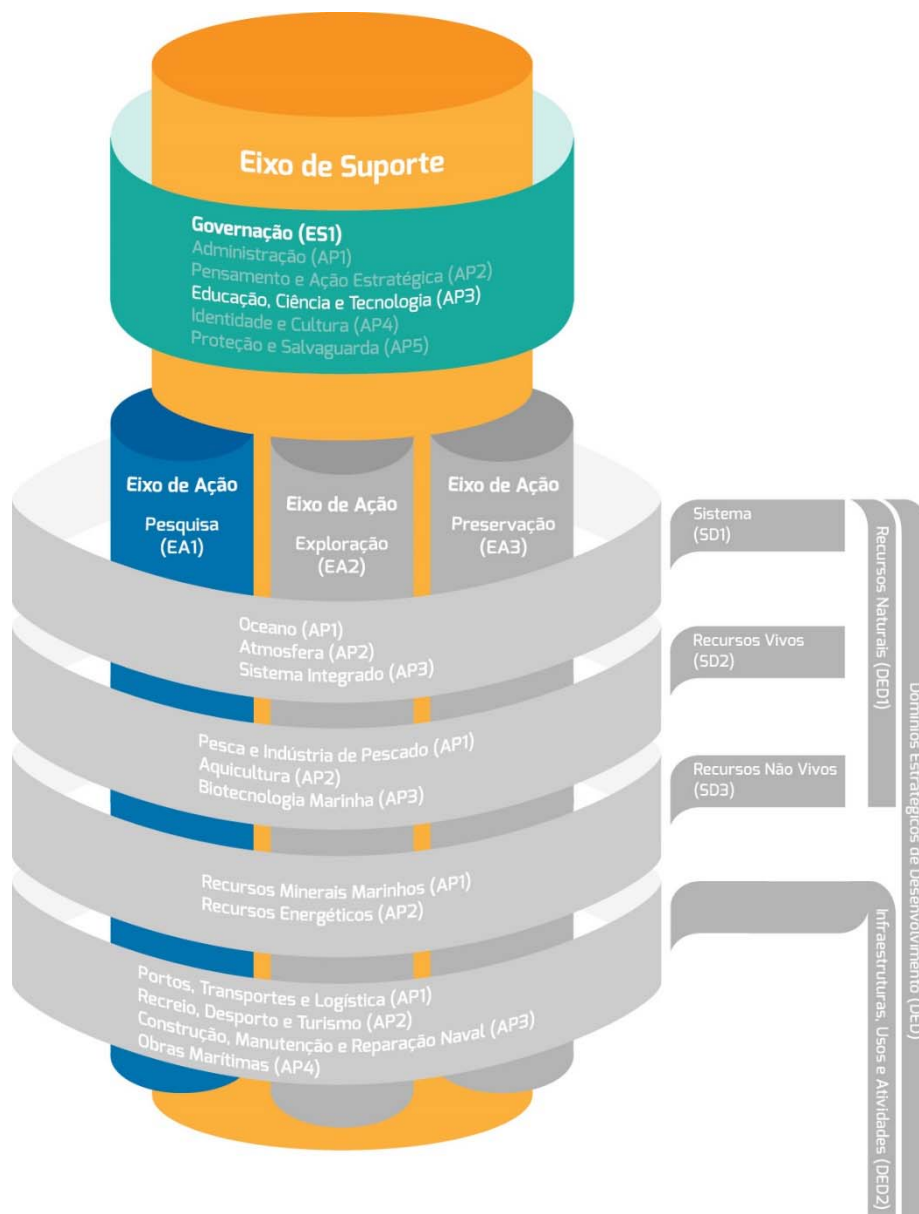 Eixo de Suporte
Governação (ES1)
Administração (AP1)
Pensamento e Ação Estratégica (AP2)
Educação, Ciência e Tecnologia (AP3)
Identidade e Cultura (AP4)
Proteção e Salvaguarda (AP5)
Eixo de Ação
Pesquisa
(EA1)
Eixo de Ação
Exploração
(EA2)
Eixo de Ação
Preservação
(EA3)
Oceano (AP1)
Atmosfera (AP2)
Sistema Integrado (AP3)
Pesca e Indústria de Pescado (AP1)
Aquicultura (AP2)
Biotecnologia Marinha (AP3)
Recursos Minerais Marinhos (AP1)
Recursos Energéticos (AP2)
Portos, Transportes e Logística (AP1)
Recreio, Desporto e Turismo (AP2)
Construção, Manutenção e Reparação Naval (AP3)
Obras Marítimas (AP4)
Sistema
(SD1)
Recursos Vivos
(SD2)
Recursos Não Vivos
(SD3)
Recursos Naturais (DED1)
Infraestruturas, Usos e Atividades (DED2)
Domínios Estratégicos de Desenvolvimento (DED)